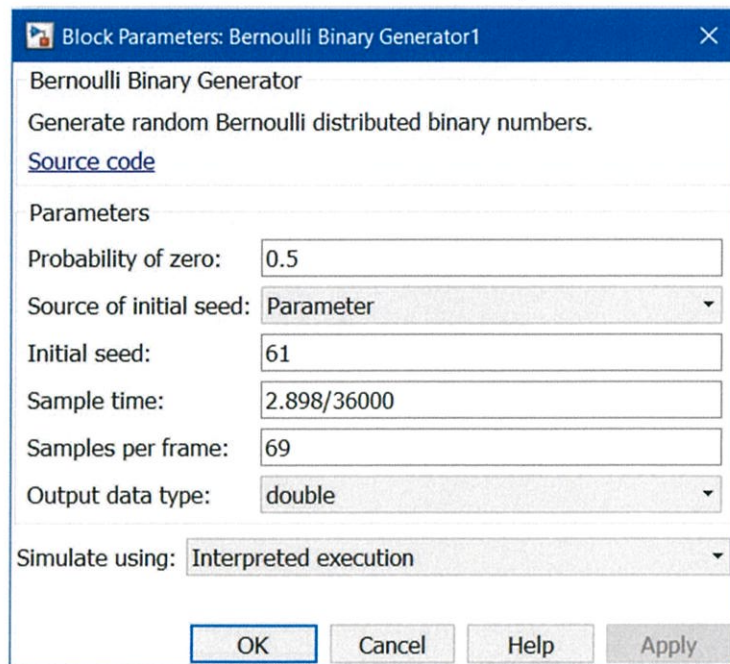 Block Parameters: Bernoulli Binary Generator1
Bernoulli Binary Generator
Generate random Bernoulli distributed binary numbers.
Source code
Parameters
Probability of zero: 0.5
Source of initial seed: Parameter
Initial seed: 61
Sample time: 2.898/36000
Samples per frame: 69
Output data type: double
Simulate using: Interpreted execution
OK Cancel Help Apply